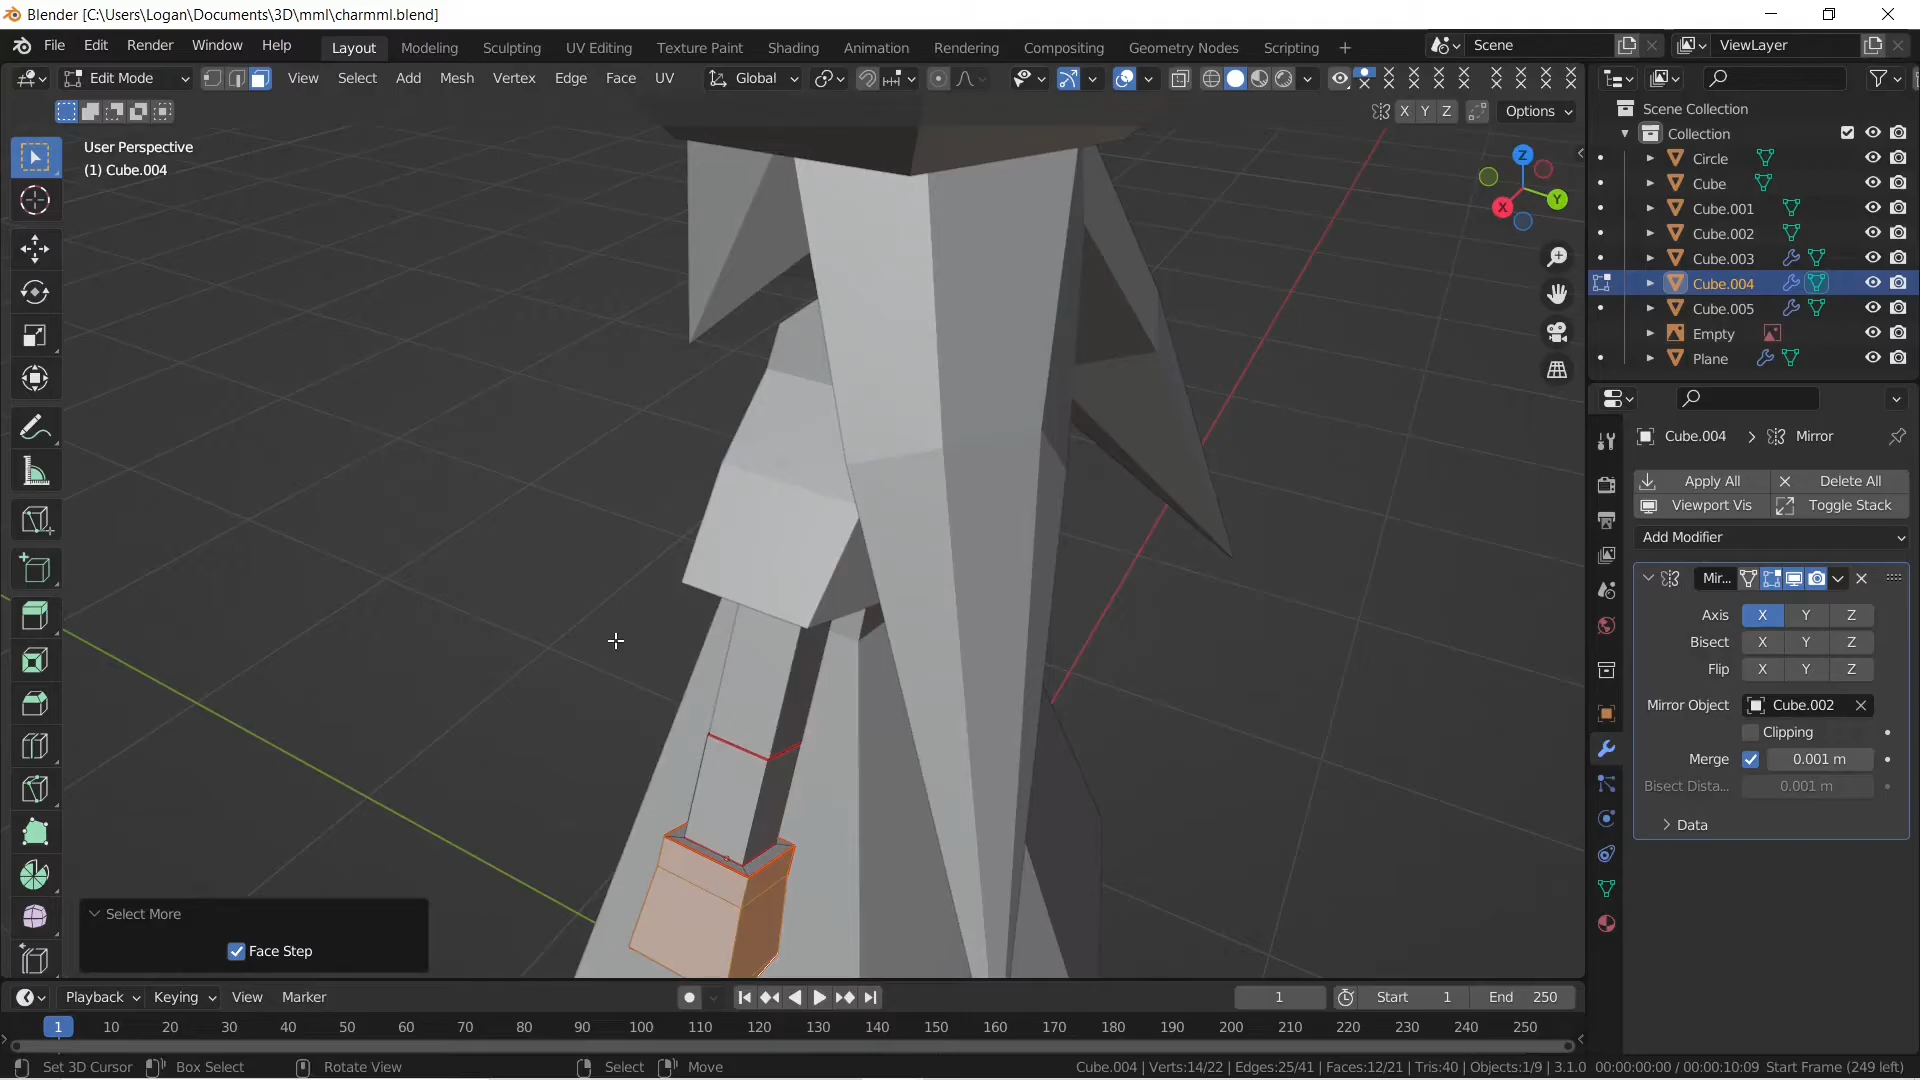 Blender [C:\Users\Logan\Documents\3D\mml\charmml.blend]
File Edit Render Window Help Layout Modeling Sculpting UV Editing Texture Paint Shading Animation Rendering Compositing Geometry Nodes Scripting + Scene ViewLayer
Edit Mode View Select Add Mesh Vertex Edge Face UV Global
X Y Z Options
User Perspective
(1) Cube.004
Z
Y
X
Scene Collection
Collection
Circle
Cube
Cube.001
Cube.002
Cube.003
Cube.004
Cube.005
Empty
Plane
Cube.004 > Mirror
Apply All Delete All
Viewport Vis Toggle Stack
Add Modifier
Mir...
Axis X Y Z
Bisect X Y Z
Flip X Y Z
Mirror Object Cube.002
Clipping
Merge 0.001 m
Bisect Dista... 0.001 m
Data
Select More
Face Step
Playback Keying View Marker 1 Start 1 End 250
1 10 20 30 40 50 60 70 80 90 100 110 120 130 140 150 160 170 180 190 200 210 220 230 240 250
Set 3D Cursor Box Select Rotate View Select Move Cube.004 | Verts:14/22 | Edges:25/41 | Faces:12/21 | Tris:40 | Objects:1/9 | 3.1.0 00:00:00:00 / 00:00:10:09 Start Frame (249 left)